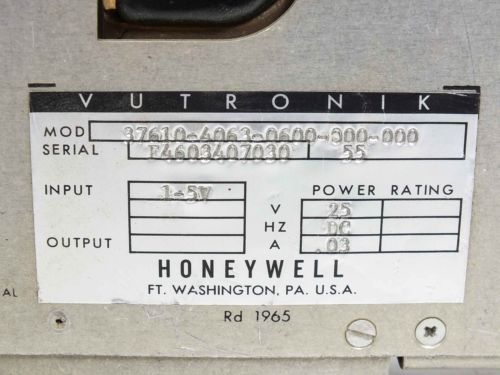 VUTRONIK
MOD 37610-4063-0600-000-000
SERIAL F4603407030 55
INPUT 1-5V POWER RATING
V 25
HZ DC
OUTPUT A .03
HONEYWELL
FT. WASHINGTON, PA. U.S.A.
AL
Rd 1965